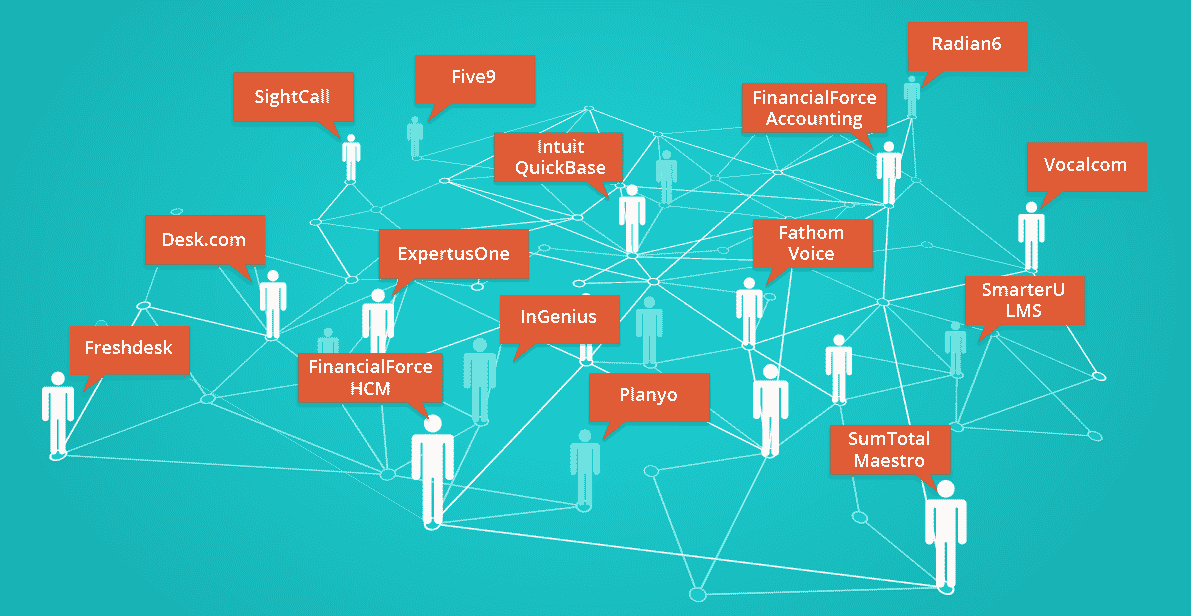 Radian6
Five9
SightCall
FinancialForce
Accounting
Intuit
QuickBase
Vocalcom
Desk.com
Fathom
Voice
ExpertusOne
SmarterU
LMS
InGenius
Freshdesk
FinancialForce
HCM
Planyo
SumTotal
Maestro